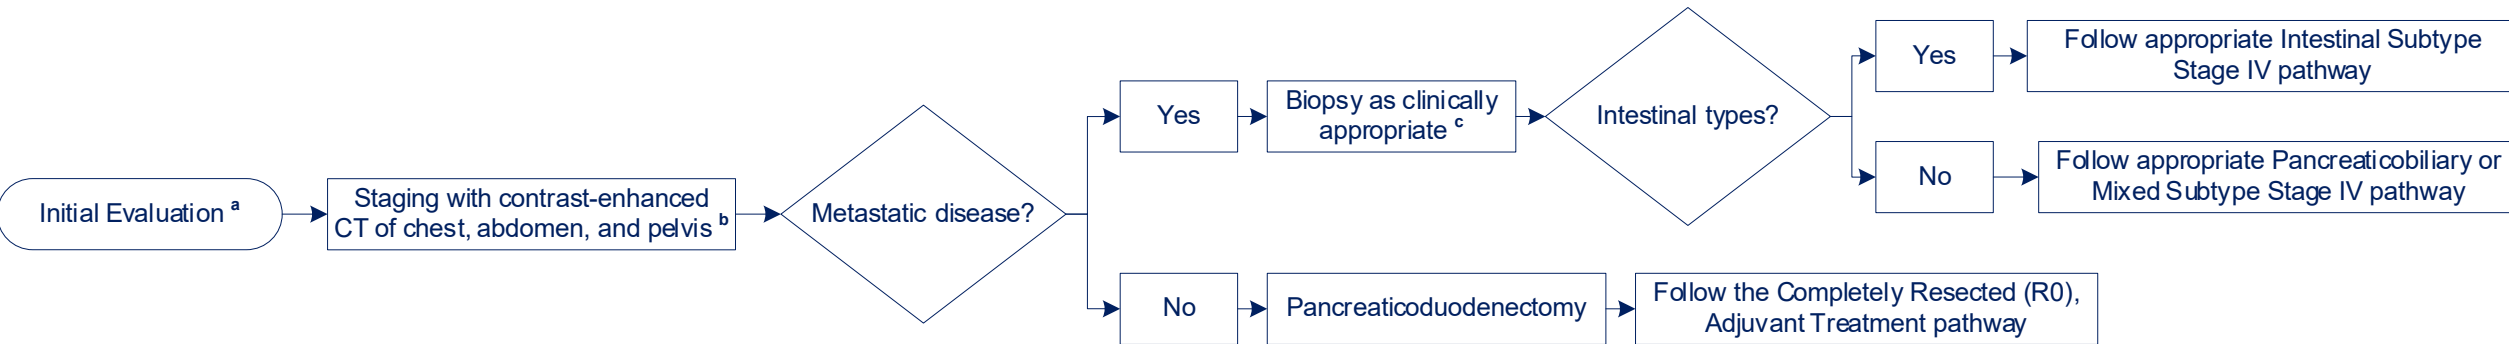 Initial Evaluation a
Staging with contrast-enhanced
CT of chest, abdomen, and pelvis b
Metastatic disease?
Yes
Biopsy as clinically
appropriate c
Intestinal types?
Yes
Follow appropriate Intestinal Subtype
Stage IV pathway
No
Follow appropriate Pancreaticobiliary or
Mixed Subtype Stage IV pathway
No
Pancreaticoduodenectomy
Follow the Completely Resected (R0),
Adjuvant Treatment pathway